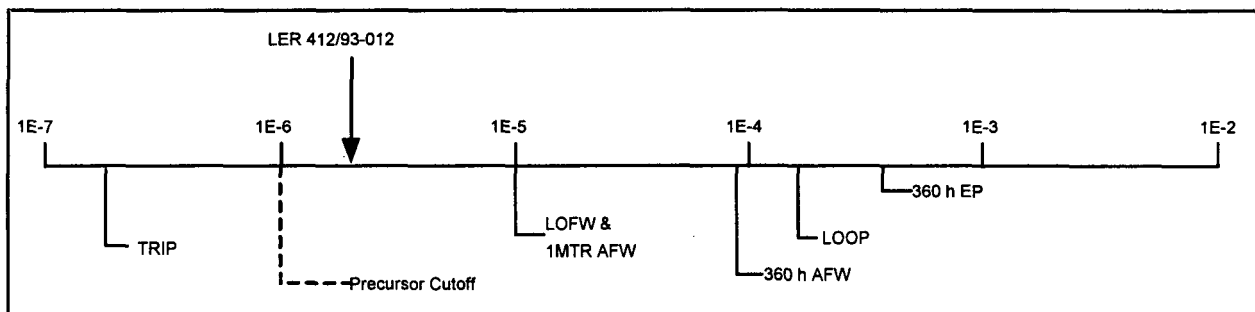 LER 412/93-012
1E-7
1E-6
1E-5
1E-4
1E-3
1E-2
TRIP
Precursor Cutoff
LOFW &
1MTR AFW
360 h AFW
LOOP
360 h EP